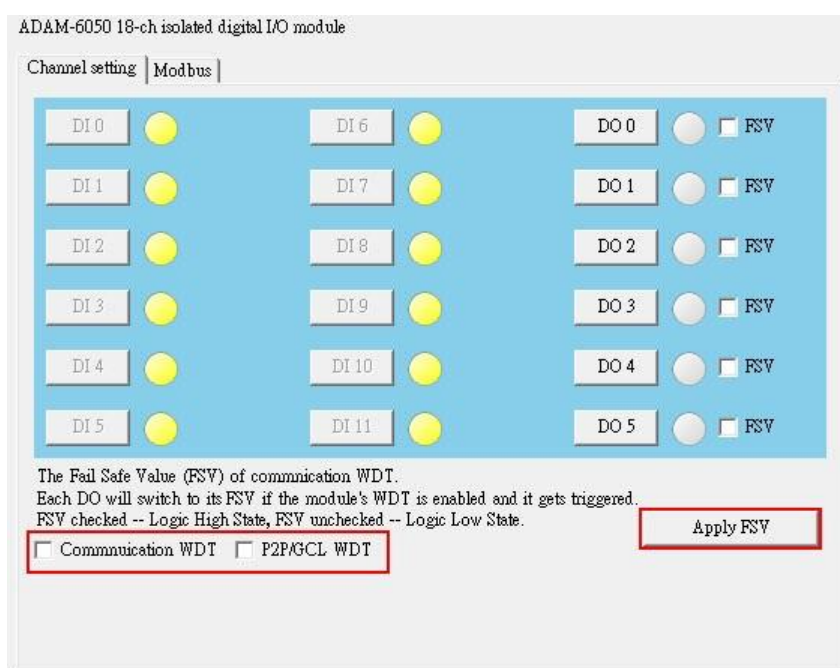 ADAM-6050 18-ch isolated digital I/O module
Channel setting Modbus
DI 0 DI 6 DO 0 FSV
DI 1 DI 7 DO 1 FSV
DI 2 DI 8 DO 2 FSV
DI 3 DI 9 DO 3 FSV
DI 4 DI 10 DO 4 FSV
DI 5 DI 11 DO 5 FSV
The Fail Safe Value (FSV) of commnication WDT.
Each DO will switch to its FSV if the module's WDT is enabled and it gets triggered.
FSV checked -- Logic High State, FSV unchecked -- Logic Low State.
Apply FSV
Commnuication WDT P2P/GCL WDT